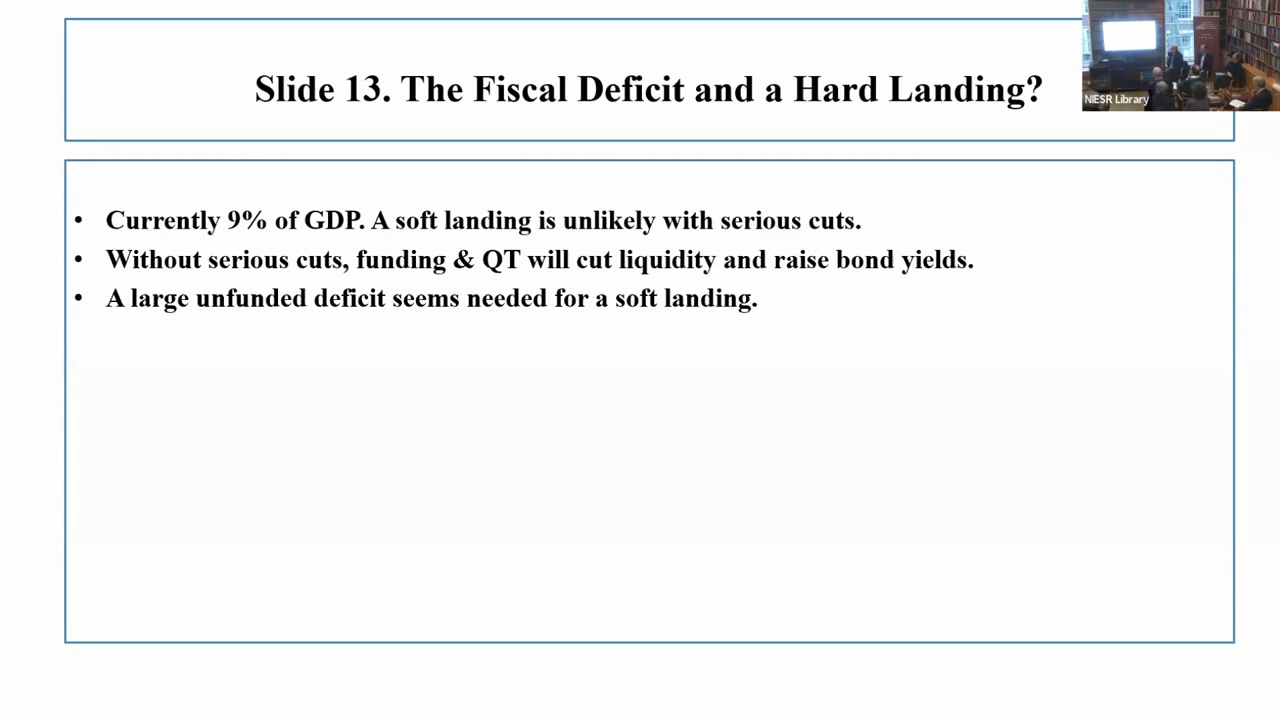 Slide 13. The Fiscal Deficit and a Hard Landing?
NIESR Library
• Currently 9% of GDP. A soft landing is unlikely with serious cuts.
• Without serious cuts, funding & QT will cut liquidity and raise bond yields.
• A large unfunded deficit seems needed for a soft landing.